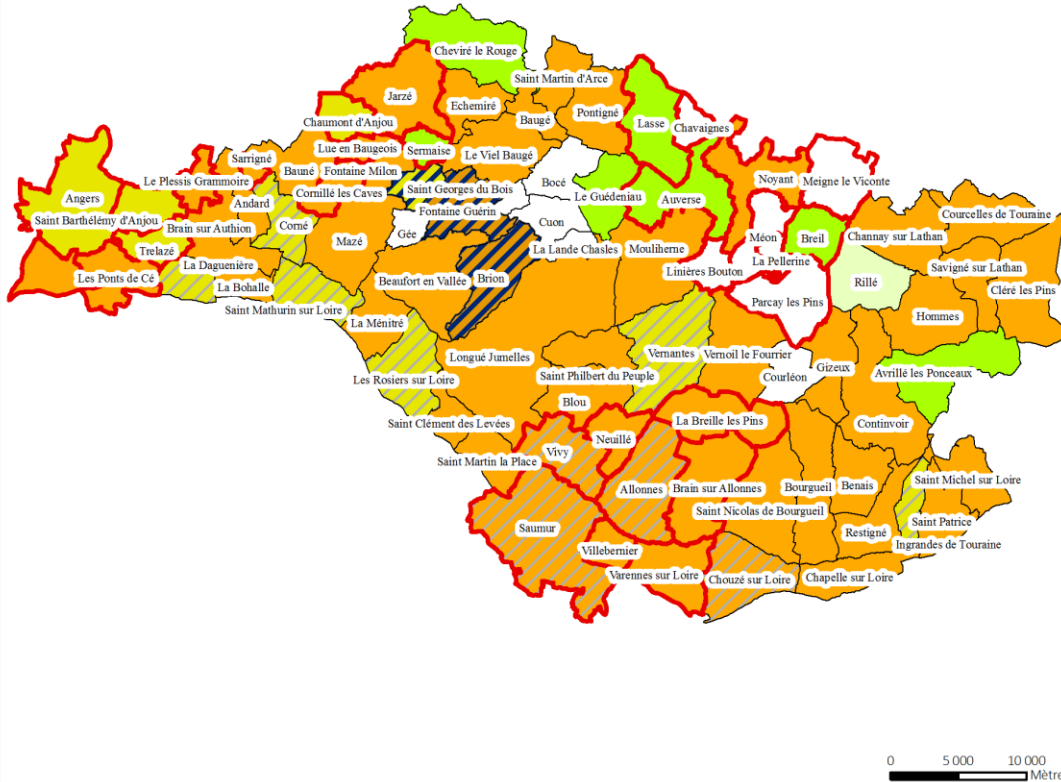 Cheviré le Rouge
Saint Martin d'Arce
Jarzé
Echemiré
Pontigné
Baugé
Lasse
Chaumont d'Anjou
Chavaignes
Lue en Baugeois
Sermaise
Le Viel Baugé
Sarrigné
Bauné
Fontaine Milon
Noyant
Meigne le Viconte
Le Plessis Grammoire
Cornillé les Caves
Saint Georges du Bois
Bocé
Le Guédeniau
Auverse
Angers
Andard
Fontaine Guérin
Courcelles de Touraine
Saint Barthélémy d'Anjou
Brain sur Authion
Corné
Gée
Cuon
Mazé
La Lande Chasles
Mouliherne
Méon
Breil
Channay sur Lathan
Trelazé
La Daguenière
La Pellerine
Les Ponts de Cé
La Bohalle
Beaufort en Vallée
Brion
Linières Bouton
Savigné sur Lathan
Rillé
Cléré les Pins
Saint Mathurin sur Loire
Parcay les Pins
Hommes
La Ménitré
Longué Jumelles
Vernantes
Vernoil le Fourrier
Gizeux
Avrillé les Ponceaux
Les Rosiers sur Loire
Saint Philbert du Peuple
Courléon
Blou
Saint Clément des Levées
La Breille les Pins
Continvoir
Neuillé
Vivy
Saint Martin la Place
Allonnes
Brain sur Allonnes
Bourgueil
Benais
Saint Michel sur Loire
Saint Nicolas de Bourgueil
Saumur
Restigné
Saint Patrice
Ingrandes de Touraine
Villebernier
Varennes sur Loire
Chouzé sur Loire
Chapelle sur Loire
0 5 000 10 000
Mètre